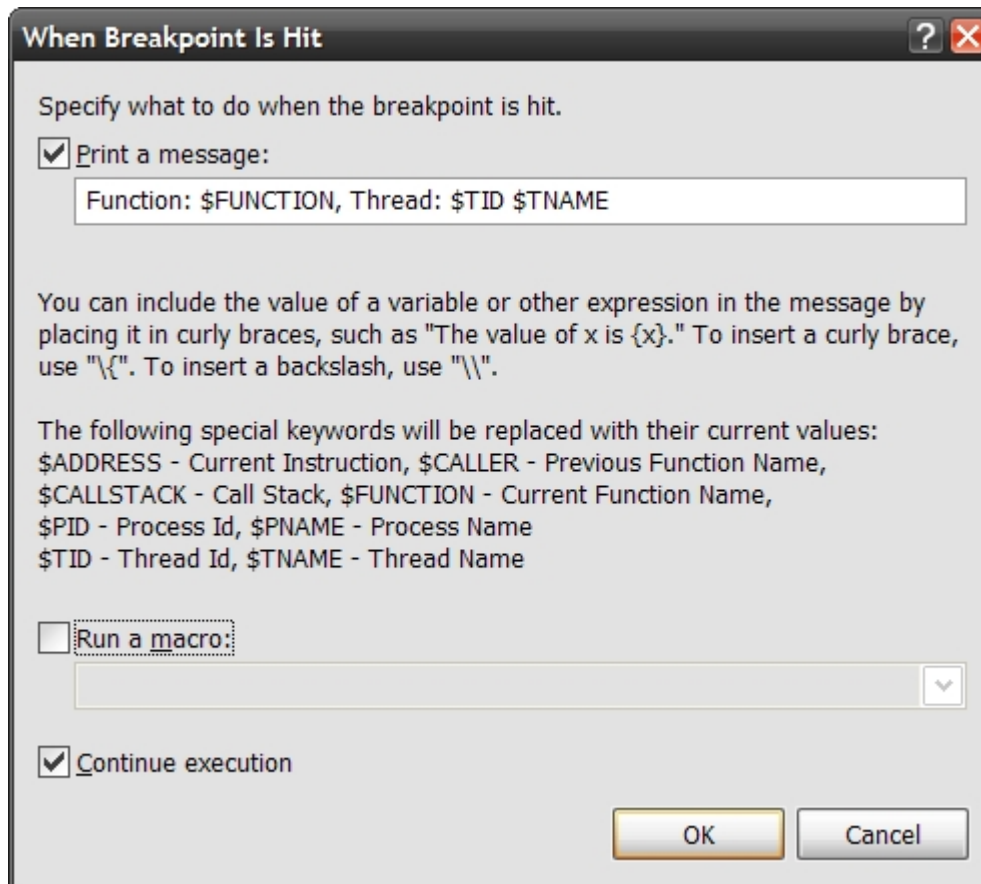 When Breakpoint Is Hit
Specify what to do when the breakpoint is hit.
Print a message:
Function: $FUNCTION, Thread: $TID $TNAME
You can include the value of a variable or other expression in the message by
placing it in curly braces, such as "The value of x is {x}." To insert a curly brace,
use "\{". To insert a backslash, use "\\".
The following special keywords will be replaced with their current values:
$ADDRESS - Current Instruction, $CALLER - Previous Function Name,
$CALLSTACK - Call Stack, $FUNCTION - Current Function Name,
$PID - Process Id, $PNAME - Process Name
$TID - Thread Id, $TNAME - Thread Name
Run a macro:
Continue execution
OK Cancel